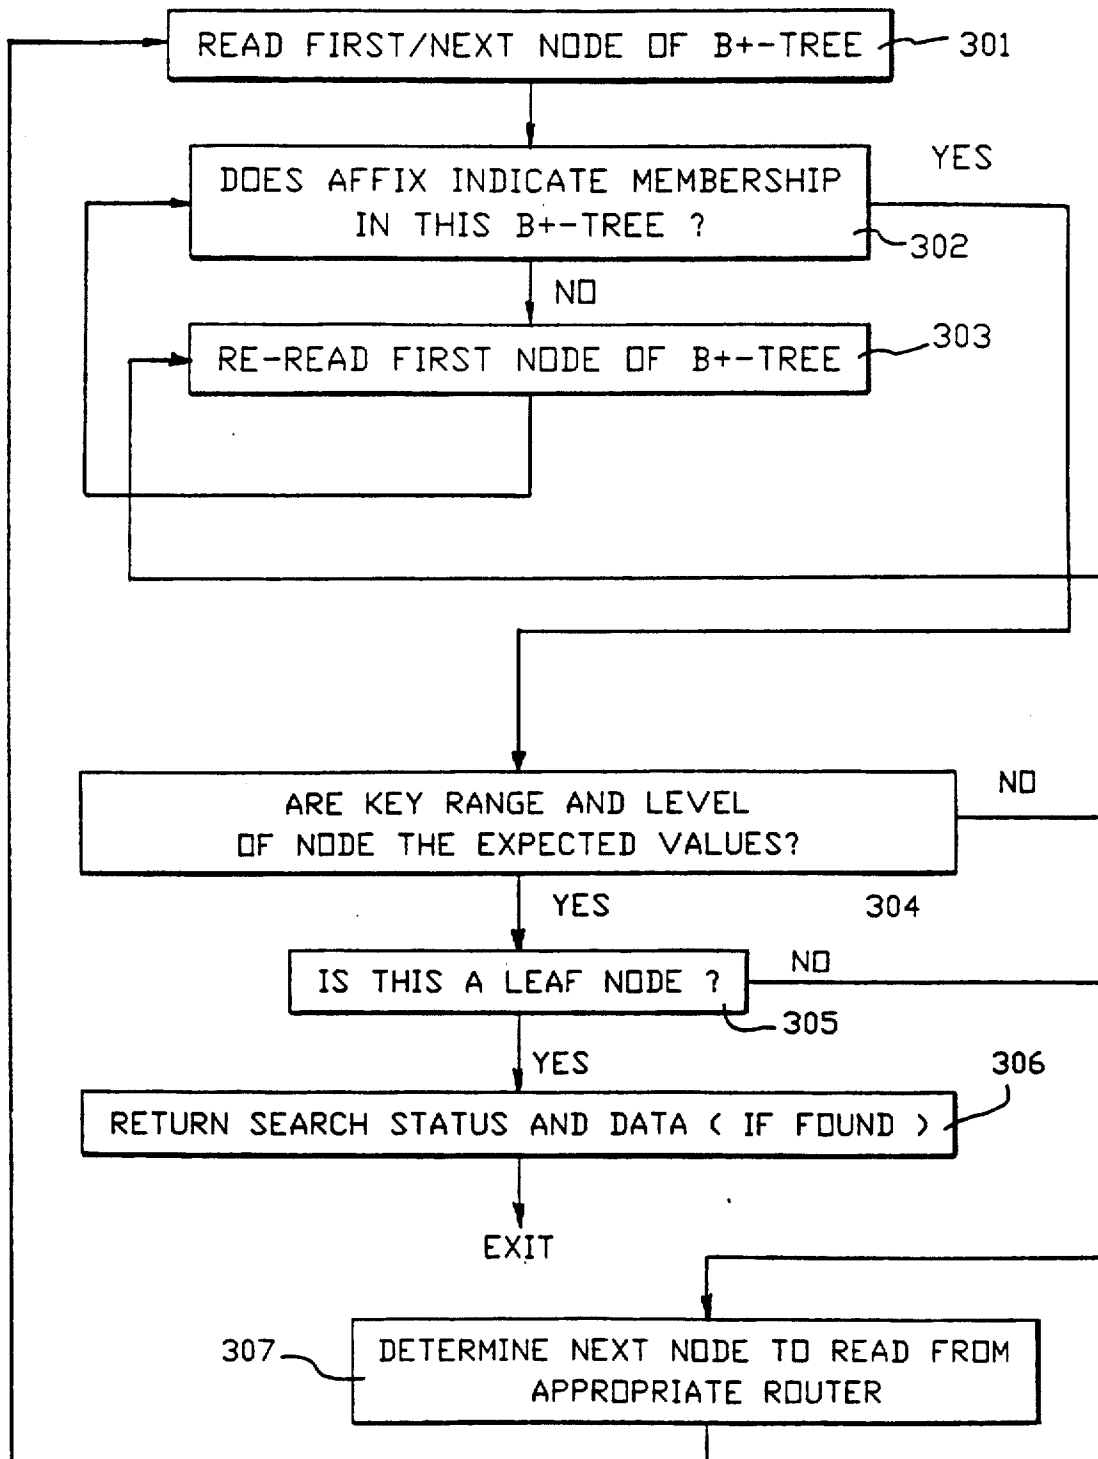 READ FIRST/NEXT NODE OF B+-TREE
301
DOES AFFIX INDICATE MEMBERSHIP
IN THIS B+-TREE ?
YES
302
NO
RE-READ FIRST NODE OF B+-TREE
303
ARE KEY RANGE AND LEVEL
OF NODE THE EXPECTED VALUES?
NO
YES
304
IS THIS A LEAF NODE ?
NO
305
YES
306
RETURN SEARCH STATUS AND DATA ( IF FOUND )
EXIT
307
DETERMINE NEXT NODE TO READ FROM
APPROPRIATE ROUTER